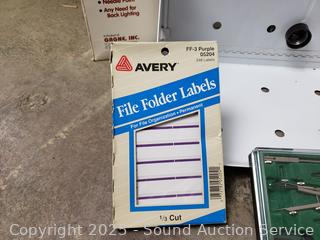 • Needle Point
• Any Need for
Back Lighting
GAGNE, INC.
FF-3 Purple
05204
248 Labels
AVERY
File Folder Labels
For File Organization • Permanent
1/3 Cut
Copyright 2023 - Sound Auction Service